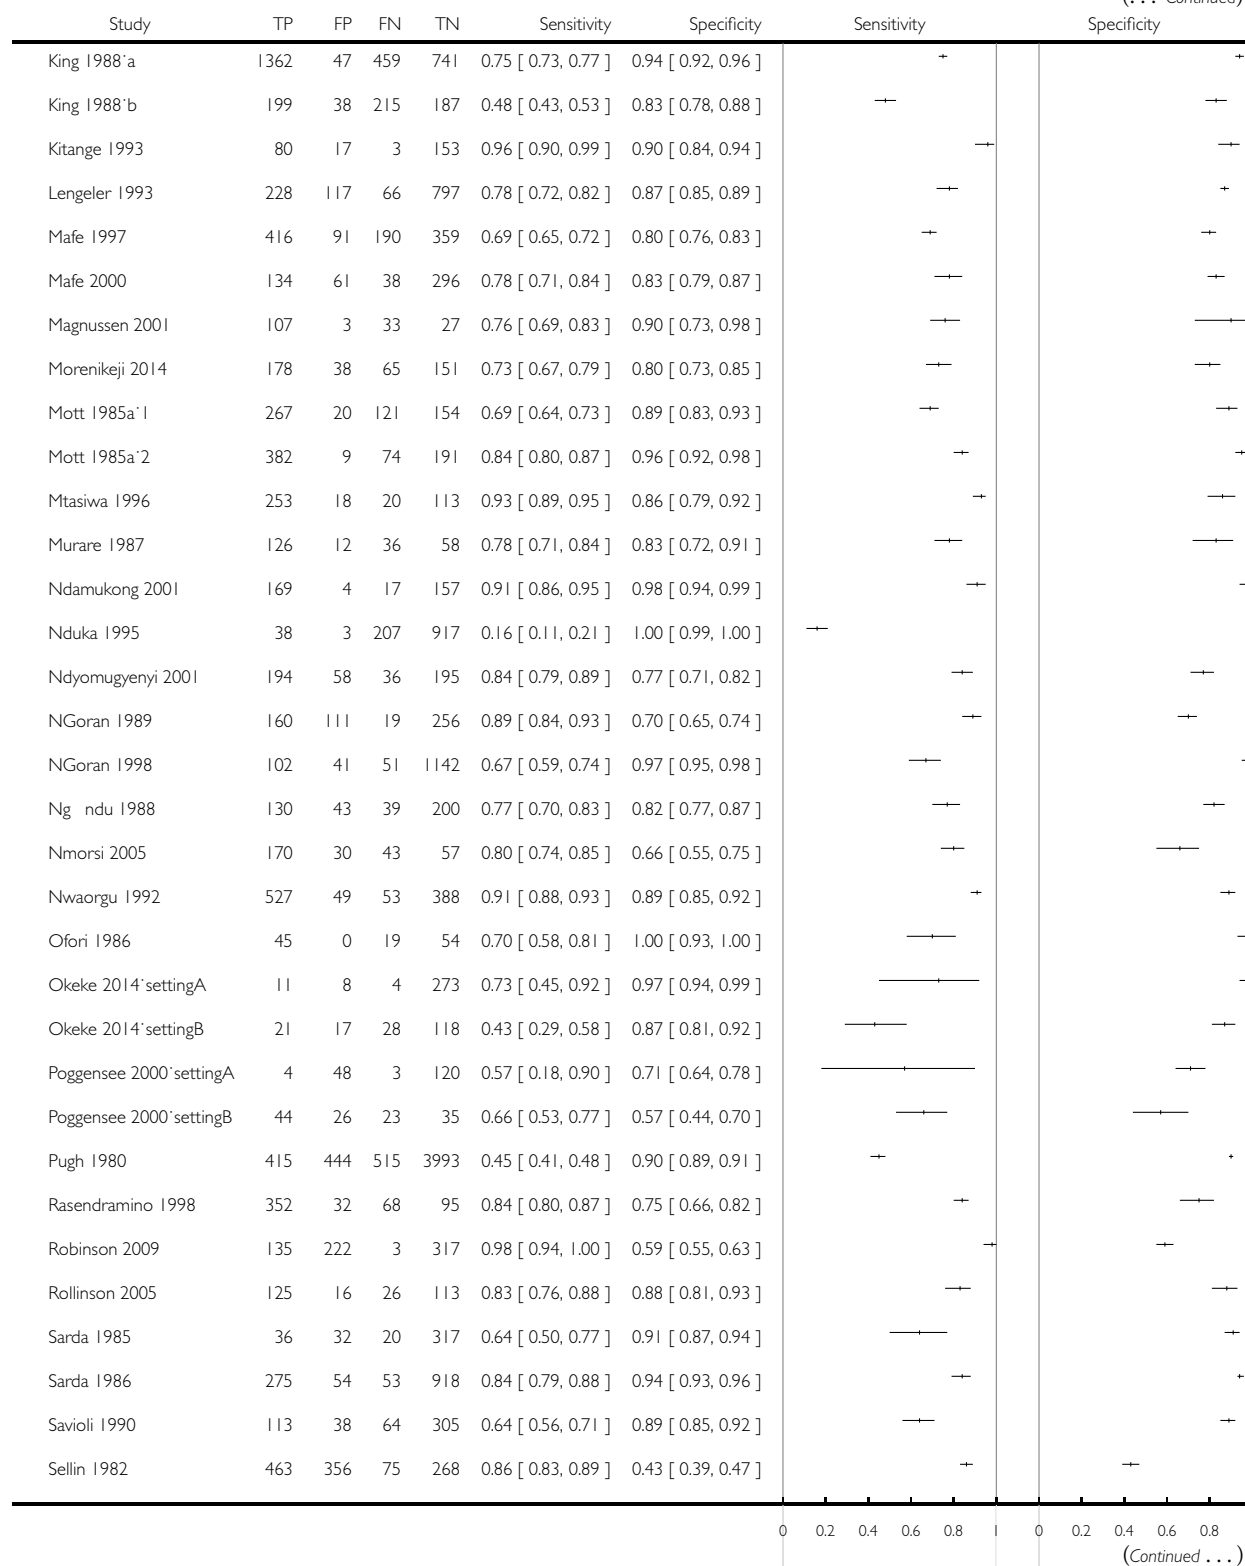 (... Continued)
Study TP FP FN TN Sensitivity Specificity Sensitivity Specificity
King 1988˙a 1362 47 459 741 0.75 [ 0.73, 0.77 ] 0.94 [ 0.92, 0.96 ]
King 1988˙b 199 38 215 187 0.48 [ 0.43, 0.53 ] 0.83 [ 0.78, 0.88 ]
Kitange 1993 80 17 3 153 0.96 [ 0.90, 0.99 ] 0.90 [ 0.84, 0.94 ]
Lengeler 1993 228 117 66 797 0.78 [ 0.72, 0.82 ] 0.87 [ 0.85, 0.89 ]
Mafe 1997 416 91 190 359 0.69 [ 0.65, 0.72 ] 0.80 [ 0.76, 0.83 ]
Mafe 2000 134 61 38 296 0.78 [ 0.71, 0.84 ] 0.83 [ 0.79, 0.87 ]
Magnussen 2001 107 3 33 27 0.76 [ 0.69, 0.83 ] 0.90 [ 0.73, 0.98 ]
Morenikeji 2014 178 38 65 151 0.73 [ 0.67, 0.79 ] 0.80 [ 0.73, 0.85 ]
Mott 1985a˙1 267 20 121 154 0.69 [ 0.64, 0.73 ] 0.89 [ 0.83, 0.93 ]
Mott 1985a˙2 382 9 74 191 0.84 [ 0.80, 0.87 ] 0.96 [ 0.92, 0.98 ]
Mtasiwa 1996 253 18 20 113 0.93 [ 0.89, 0.95 ] 0.86 [ 0.79, 0.92 ]
Murare 1987 126 12 36 58 0.78 [ 0.71, 0.84 ] 0.83 [ 0.72, 0.91 ]
Ndamukong 2001 169 4 17 157 0.91 [ 0.86, 0.95 ] 0.98 [ 0.94, 0.99 ]
Nduka 1995 38 3 207 917 0.16 [ 0.11, 0.21 ] 1.00 [ 0.99, 1.00 ]
Ndyomugyenyi 2001 194 58 36 195 0.84 [ 0.79, 0.89 ] 0.77 [ 0.71, 0.82 ]
NGoran 1989 160 111 19 256 0.89 [ 0.84, 0.93 ] 0.70 [ 0.65, 0.74 ]
NGoran 1998 102 41 51 1142 0.67 [ 0.59, 0.74 ] 0.97 [ 0.95, 0.98 ]
Ng ndu 1988 130 43 39 200 0.77 [ 0.70, 0.83 ] 0.82 [ 0.77, 0.87 ]
Nmorsi 2005 170 30 43 57 0.80 [ 0.74, 0.85 ] 0.66 [ 0.55, 0.75 ]
Nwaorgu 1992 527 49 53 388 0.91 [ 0.88, 0.93 ] 0.89 [ 0.85, 0.92 ]
Ofori 1986 45 0 19 54 0.70 [ 0.58, 0.81 ] 1.00 [ 0.93, 1.00 ]
Okeke 2014˙settingA 11 8 4 273 0.73 [ 0.45, 0.92 ] 0.97 [ 0.94, 0.99 ]
Okeke 2014˙settingB 21 17 28 118 0.43 [ 0.29, 0.58 ] 0.87 [ 0.81, 0.92 ]
Poggensee 2000˙settingA 4 48 3 120 0.57 [ 0.18, 0.90 ] 0.71 [ 0.64, 0.78 ]
Poggensee 2000˙settingB 44 26 23 35 0.66 [ 0.53, 0.77 ] 0.57 [ 0.44, 0.70 ]
Pugh 1980 415 444 515 3993 0.45 [ 0.41, 0.48 ] 0.90 [ 0.89, 0.91 ]
Rasendramino 1998 352 32 68 95 0.84 [ 0.80, 0.87 ] 0.75 [ 0.66, 0.82 ]
Robinson 2009 135 222 3 317 0.98 [ 0.94, 1.00 ] 0.59 [ 0.55, 0.63 ]
Rollinson 2005 125 16 26 113 0.83 [ 0.76, 0.88 ] 0.88 [ 0.81, 0.93 ]
Sarda 1985 36 32 20 317 0.64 [ 0.50, 0.77 ] 0.91 [ 0.87, 0.94 ]
Sarda 1986 275 54 53 918 0.84 [ 0.79, 0.88 ] 0.94 [ 0.93, 0.96 ]
Savioli 1990 113 38 64 305 0.64 [ 0.56, 0.71 ] 0.89 [ 0.85, 0.92 ]
Sellin 1982 463 356 75 268 0.86 [ 0.83, 0.89 ] 0.43 [ 0.39, 0.47 ]
0 0.2 0.4 0.6 0.8 1 0 0.2 0.4 0.6 0.8
(Continued ...)